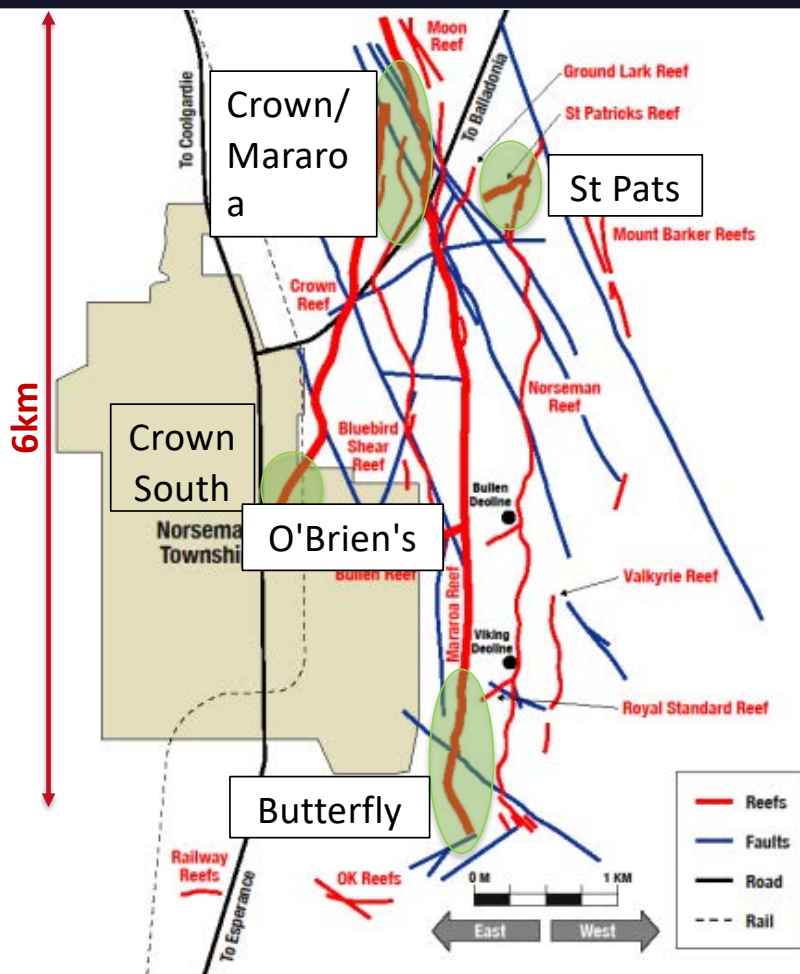 Moon
Reef
To Coolgardie
To Balladonia
Ground Lark Reef
St Patricks Reef
Crown/
Mararo
a
St Pats
Mount Barker Reefs
Crown
Reef
6km
Norseman
Reef
Bluebird
Shear
Reef
Crown
South
Bullen
Decline
Norsema
Townshi
O'Brien's
Bullen Reef
Mararoa Reef
Valkyrie Reef
Viking
Decline
Royal Standard Reef
Butterfly
Railway
Reefs
OK Reefs
To Esperance
0 M
1 KM
East
West
Reefs
Faults
Road
Rail